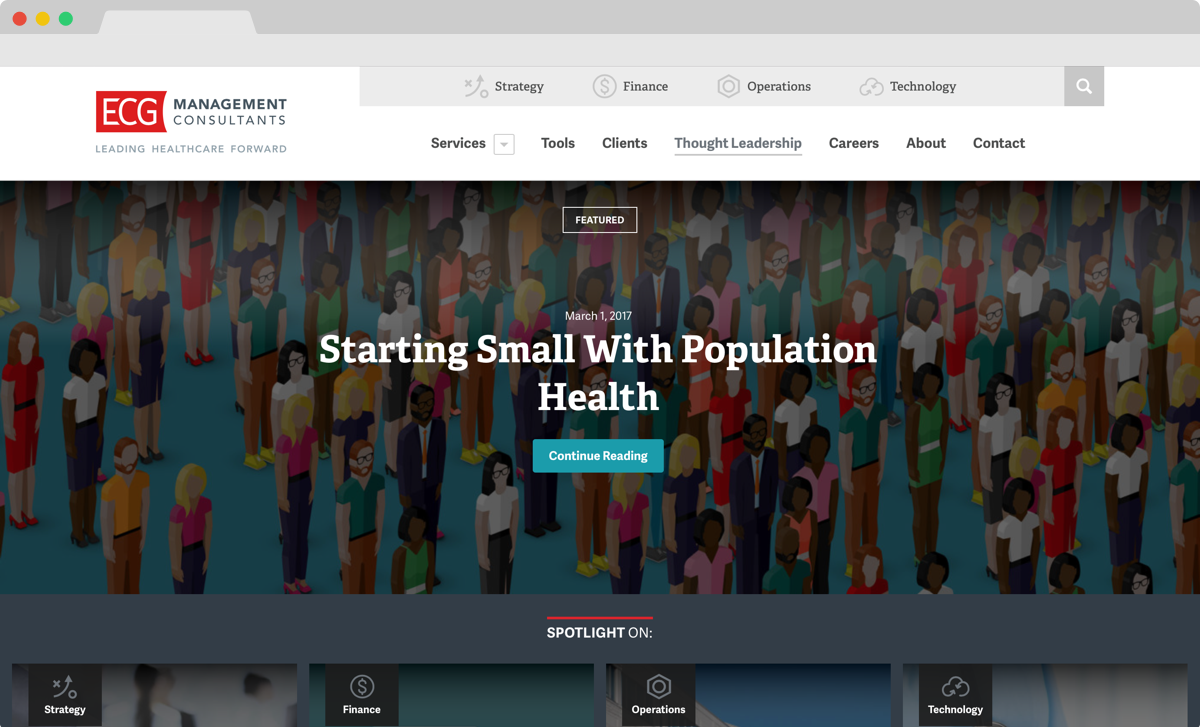 Strategy Finance Operations Technology
ECG MANAGEMENT CONSULTANTS
LEADING HEALTHCARE FORWARD
Services Tools Clients Thought Leadership Careers About Contact
FEATURED
March 1, 2017
Starting Small With Population
Health
Continue Reading
SPOTLIGHT ON:
Strategy Finance Operations Technology